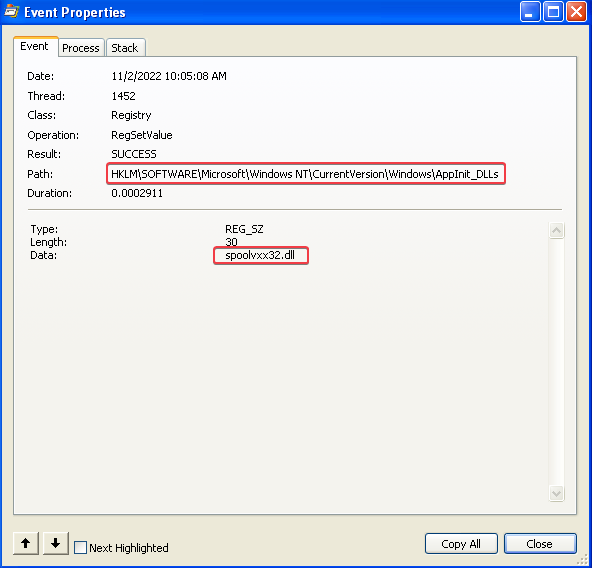 Event Properties
Event Process Stack
Date: 11/2/2022 10:05:08 AM
Thread: 1452
Class: Registry
Operation: RegSetValue
Result: SUCCESS
Path: HKLM\SOFTWARE\Microsoft\Windows NT\CurrentVersion\Windows\AppInit_DLLs
Duration: 0.0002911
Type: REG_SZ
Length: 30
Data: spoolvxx32.dll
Next Highlighted Copy All Close